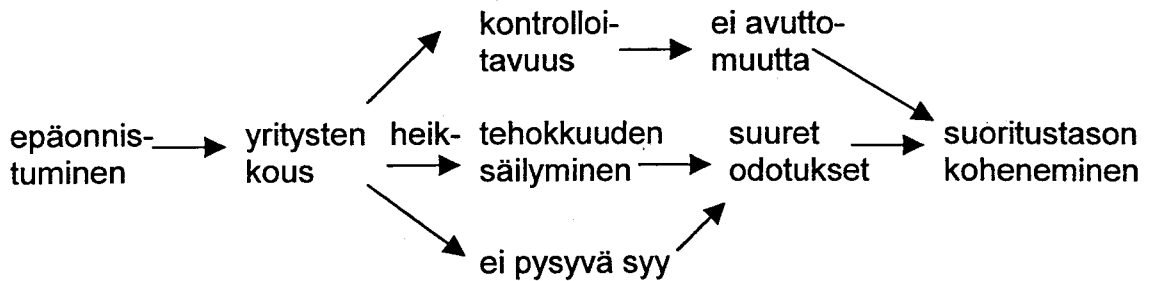 kontrolloi-
tavuus
ei avutto-
muutta
epäonnis-
tuminen
yritysten heik-
kous
tehokkuuden
säilyminen
suuret
odotukset
suoritustason
koheneminen
ei pysyvä syy